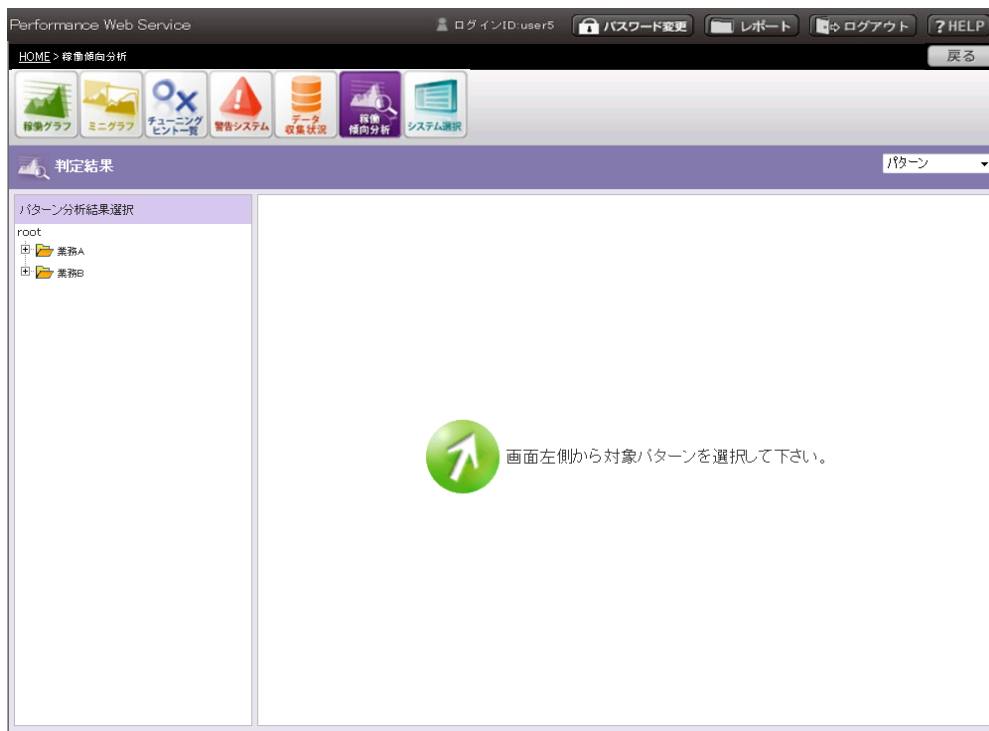 Performance Web Service ログインID:user5 パスワード変更 レポート ログアウト ?HELP
HOME > 稼働傾向分析 戻る
稼働グラフ ミニグラフ チューニングヒント一覧 警告システム データ収集状況 稼働傾向分析 システム選択
判定結果 パターン
パターン分析結果選択
root
業務A
業務B
画面左側から対象パターンを選択して下さい。